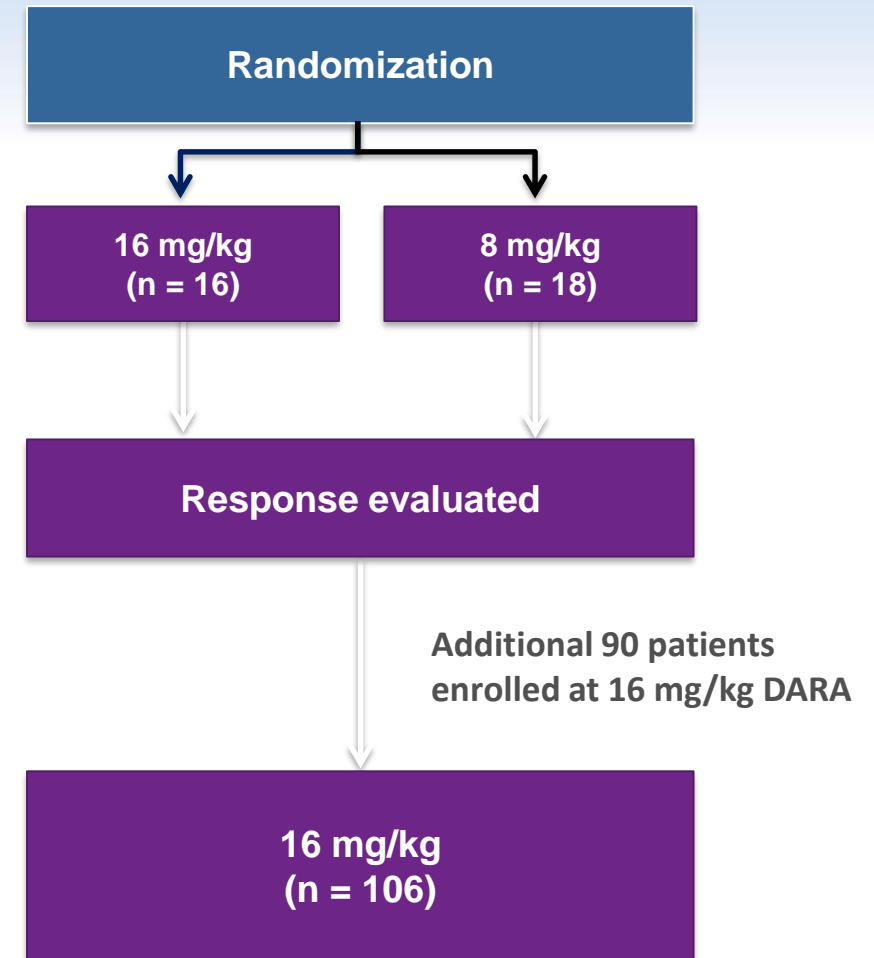 Randomization
16 mg/kg
(n = 16)
8 mg/kg
(n = 18)
Response evaluated
Additional 90 patients
enrolled at 16 mg/kg DARA
16 mg/kg
(n = 106)